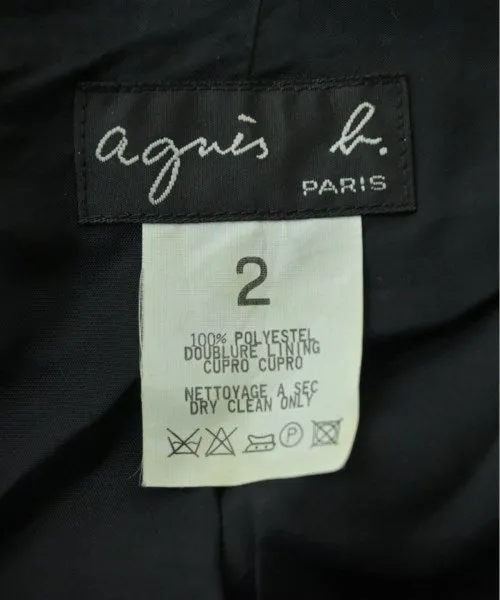 agnès b.
PARIS
2
100% POLYESTEL
DOUBLURE LINING
CUPRO CUPRO
NETTOYAGE A SEC
DRY CLEAN ONLY
P